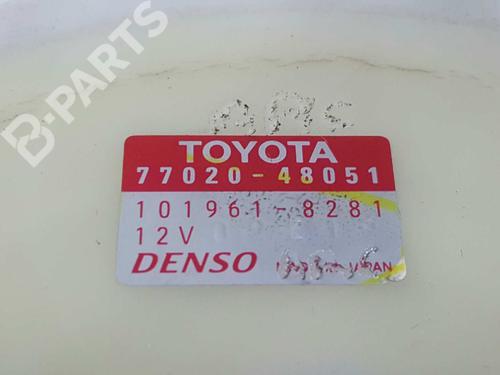 B-PARTS
TOYOTA
77020-48051
101961-8281
12V
DENSO
JAPAN